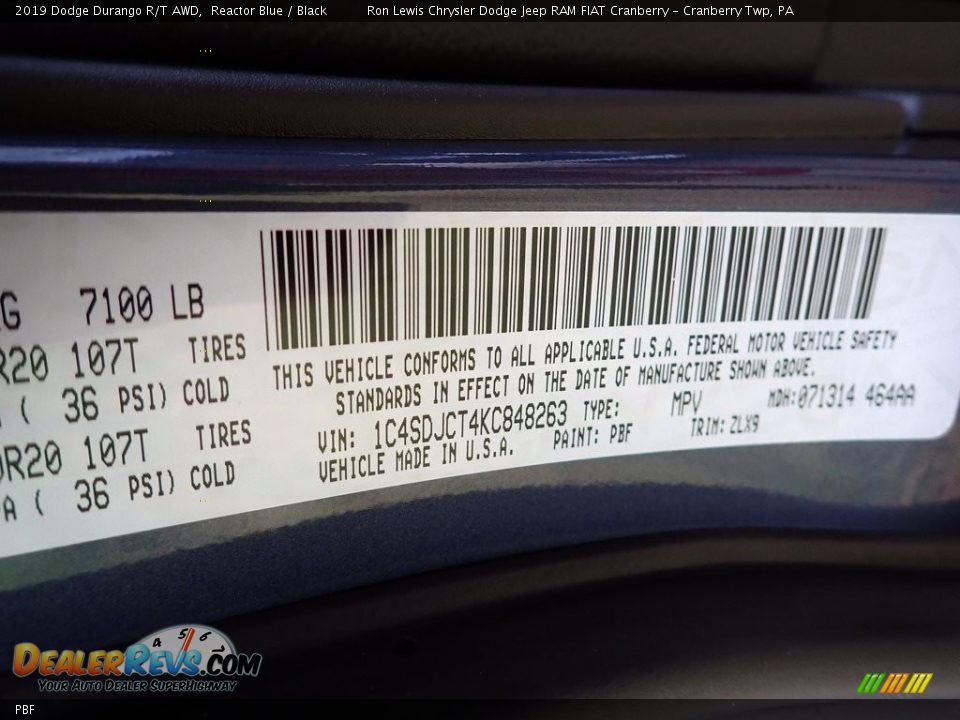 2019 Dodge Durango R/T AWD,  Reactor Blue / Black        Ron Lewis Chrysler Dodge Jeep RAM FIAT Cranberry - Cranberry Twp, PA
G 7100 LB
R20 107T TIRES
( 36 PSI) COLD
R20 107T TIRES
A ( 36 PSI) COLD
THIS VEHICLE CONFORMS TO ALL APPLICABLE U.S.A. FEDERAL MOTOR VEHICLE SAFETY
STANDARDS IN EFFECT ON THE DATE OF MANUFACTURE SHOWN ABOVE.
VIN: 1C4SDJCT4KC848263 TYPE: MPV MDH:071314 464AA
VEHICLE MADE IN U.S.A. PAINT: PBF TRIM: ZLX9
4 5 6
DEALERREVS.COM
YOUR AUTO DEALER SUPERHIGHWAY
PBF